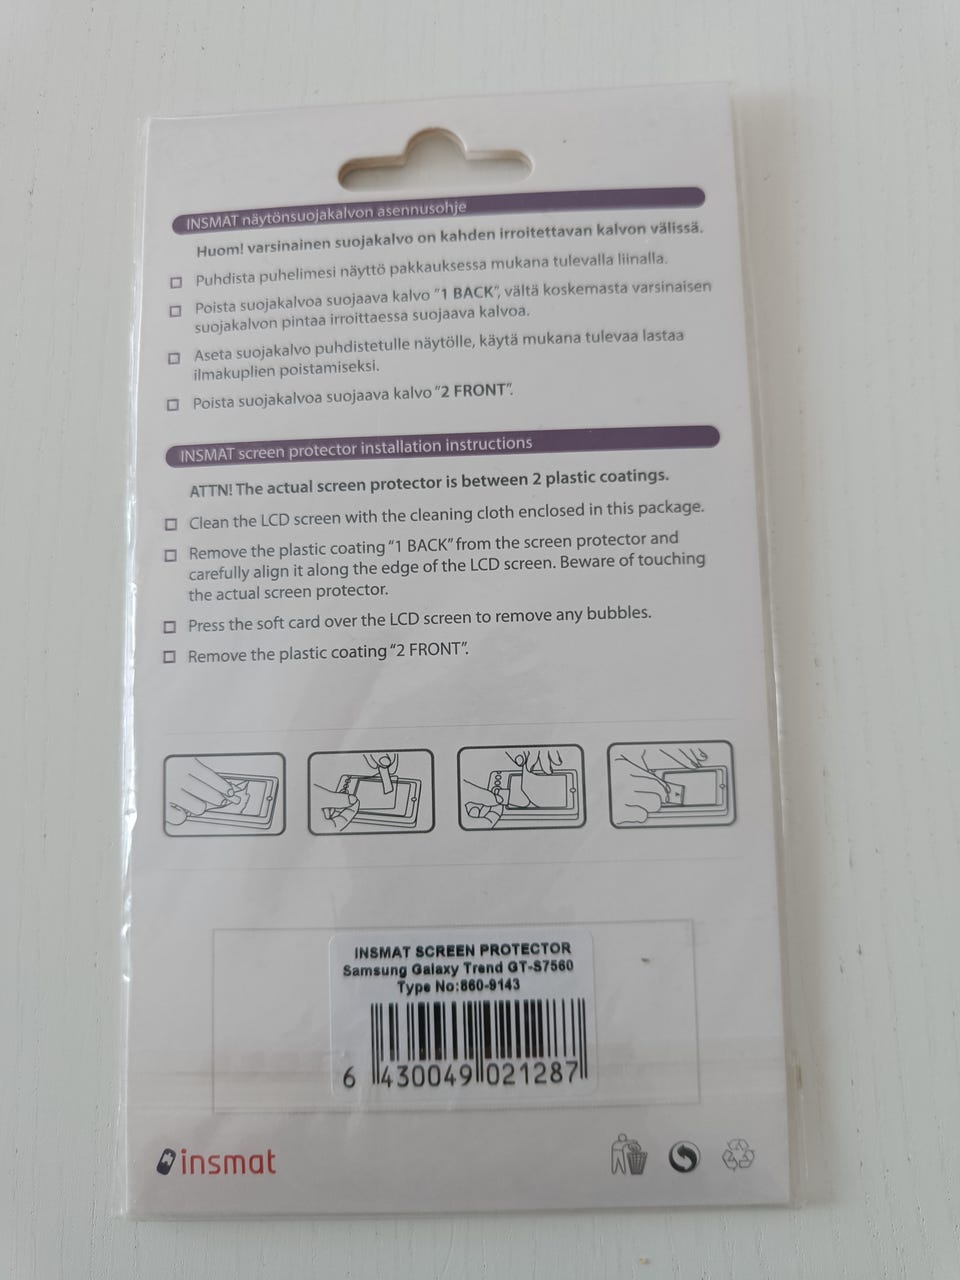 INSMAT näytönsuojakalvon asennusohje
Huom! varsinainen suojakalvo on kahden irroitettavan kalvon välissä.
Puhdista puhelimesi näyttö pakkauksessa mukana tulevalla liinalla.
Poista suojakalvoa suojaava kalvo "1 BACK", vältä koskemasta varsinaisen
suojakalvon pintaa irroittaessa suojaava kalvoa.
Aseta suojakalvo puhdistetulle näytölle, käytä mukana tulevaa lastaa
ilmakuplien poistamiseksi.
Poista suojakalvoa suojaava kalvo "2 FRONT".
INSMAT screen protector installation instructions
ATTN! The actual screen protector is between 2 plastic coatings.
Clean the LCD screen with the cleaning cloth enclosed in this package.
Remove the plastic coating "1 BACK" from the screen protector and
carefully align it along the edge of the LCD screen. Beware of touching
the actual screen protector.
Press the soft card over the LCD screen to remove any bubbles.
Remove the plastic coating "2 FRONT".
INSMAT SCREEN PROTECTOR
Samsung Galaxy Trend GT-S7560
Type No:860-9143
6 430049 021287
insmat